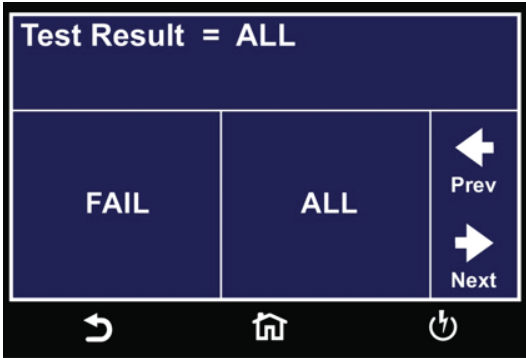 Test Result = ALL
FAIL
ALL
Prev
Next